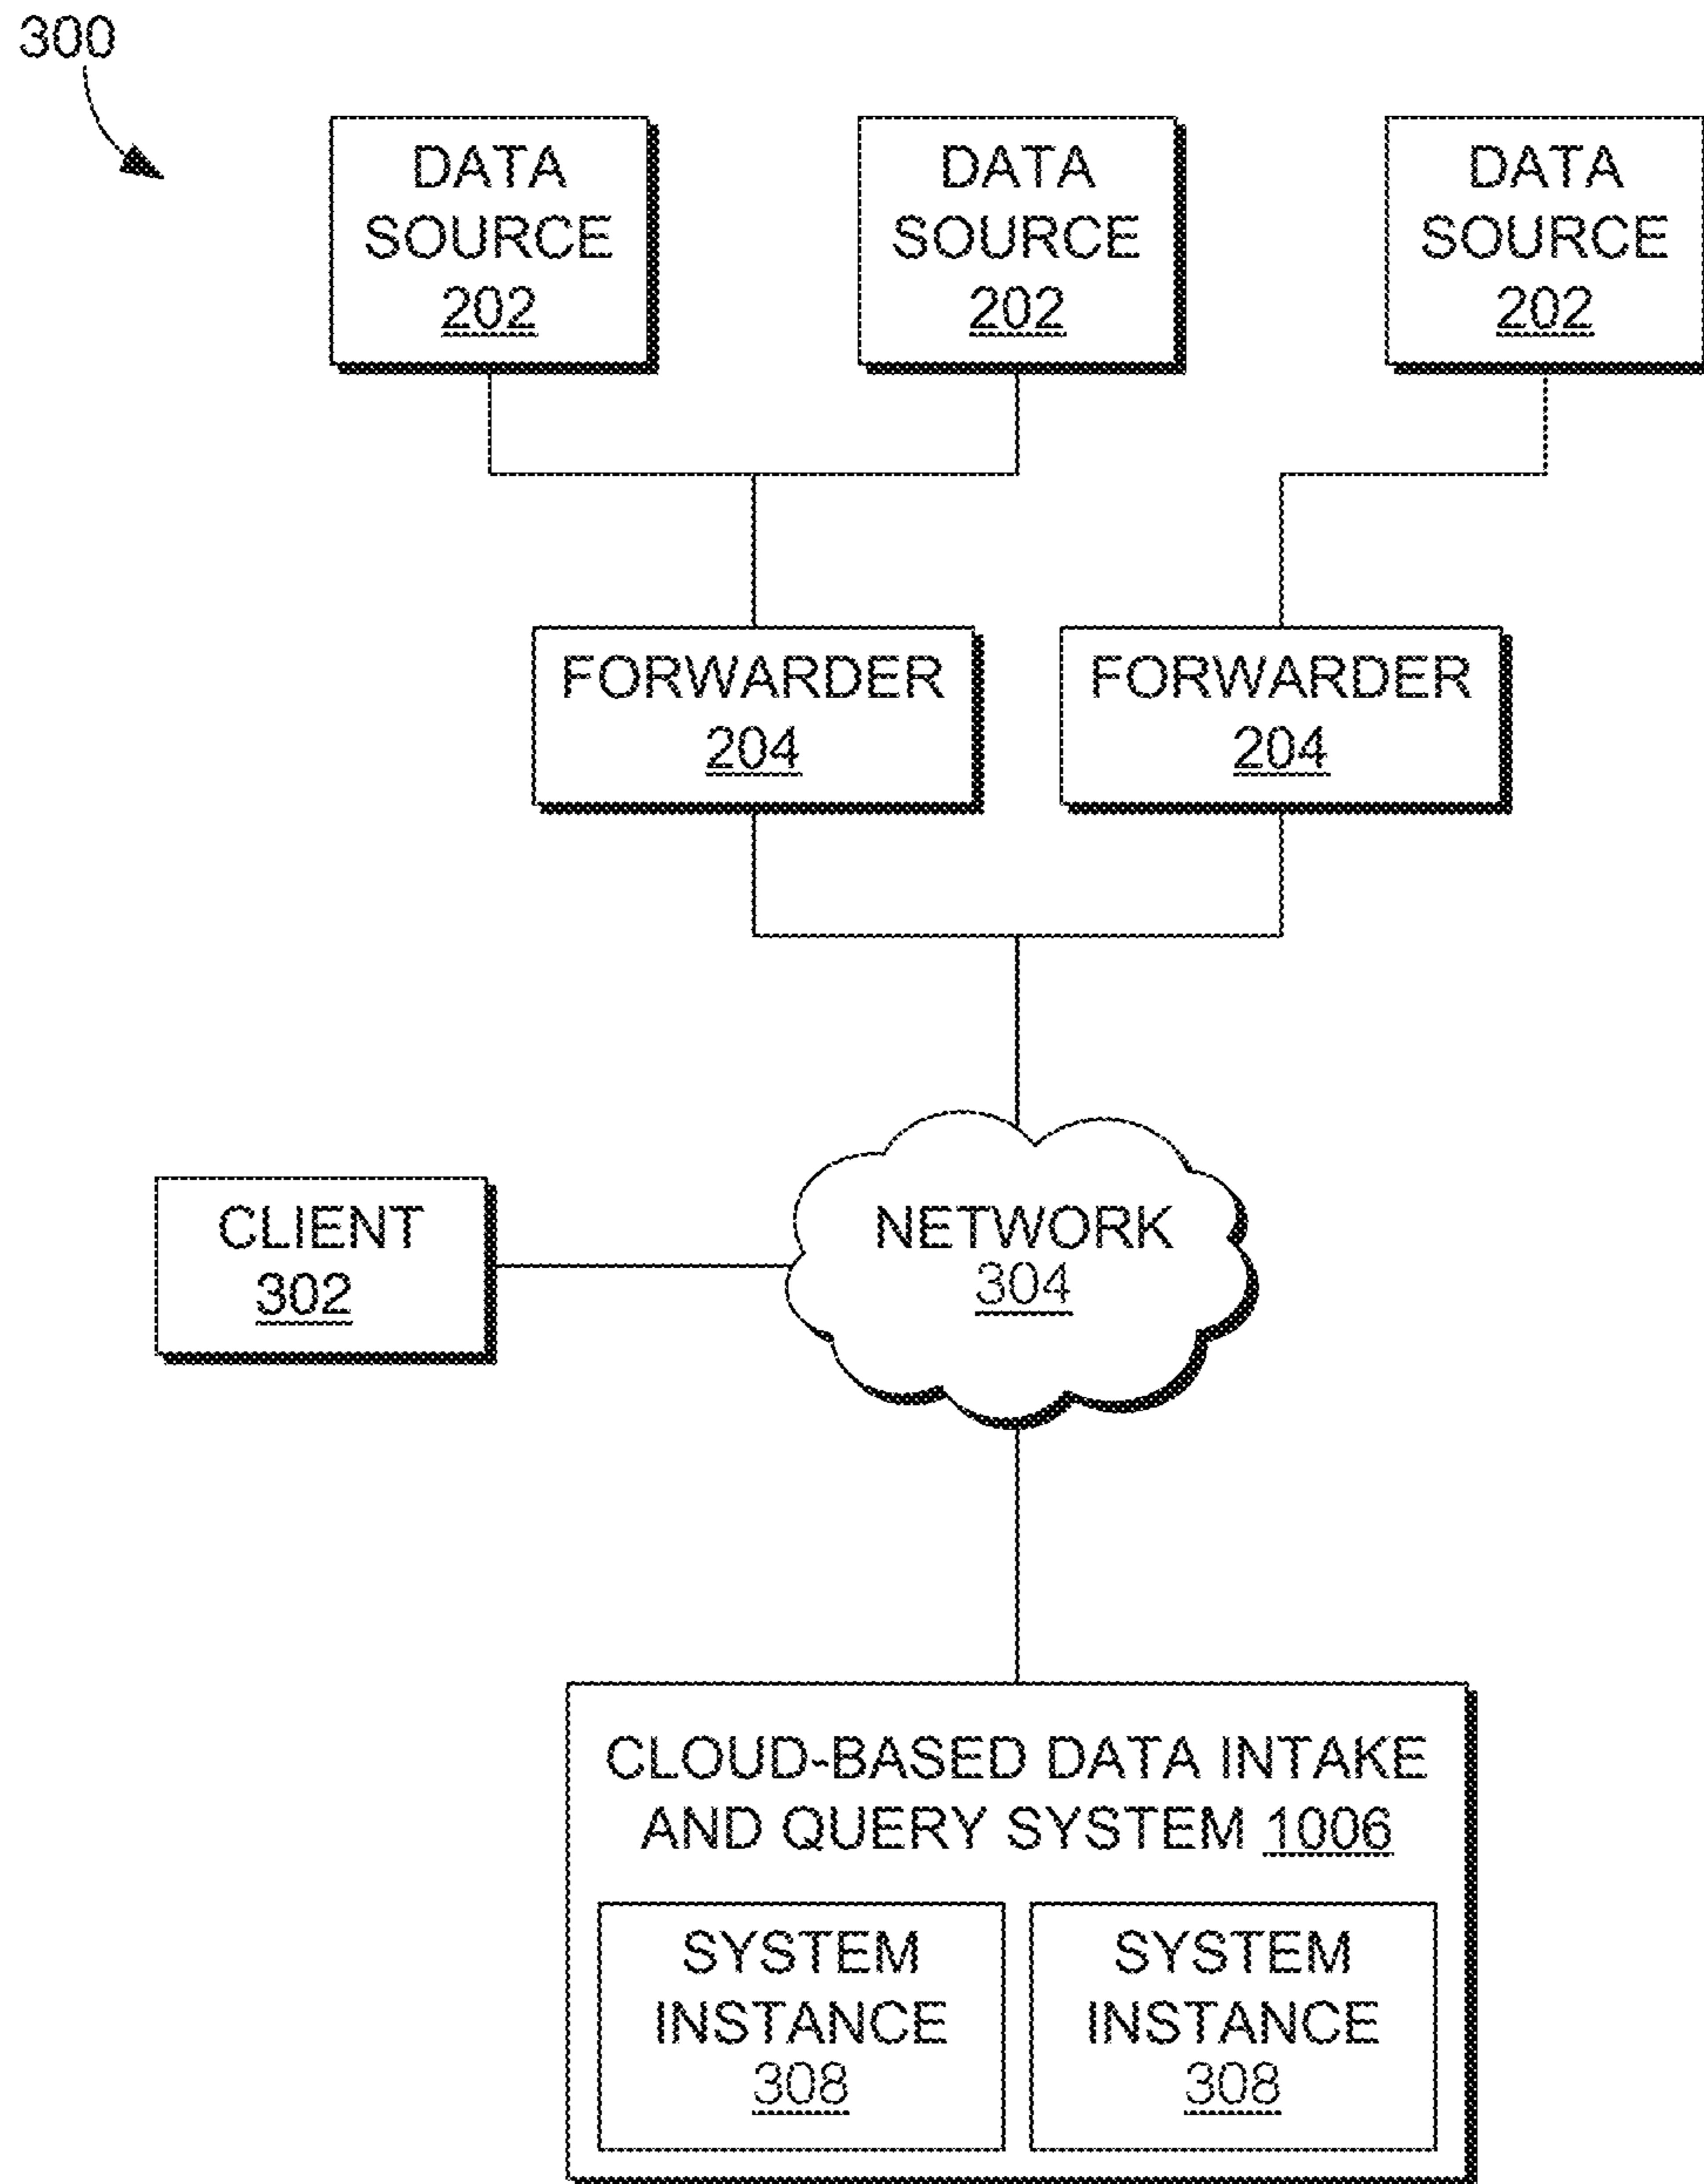 300
DATA
SOURCE
202
DATA
SOURCE
202
DATA
SOURCE
202
FORWARDER
204
FORWARDER
204
CLIENT
302
NETWORK
304
CLOUD-BASED DATA INTAKE
AND QUERY SYSTEM 1006
SYSTEM
INSTANCE
308
SYSTEM
INSTANCE
308